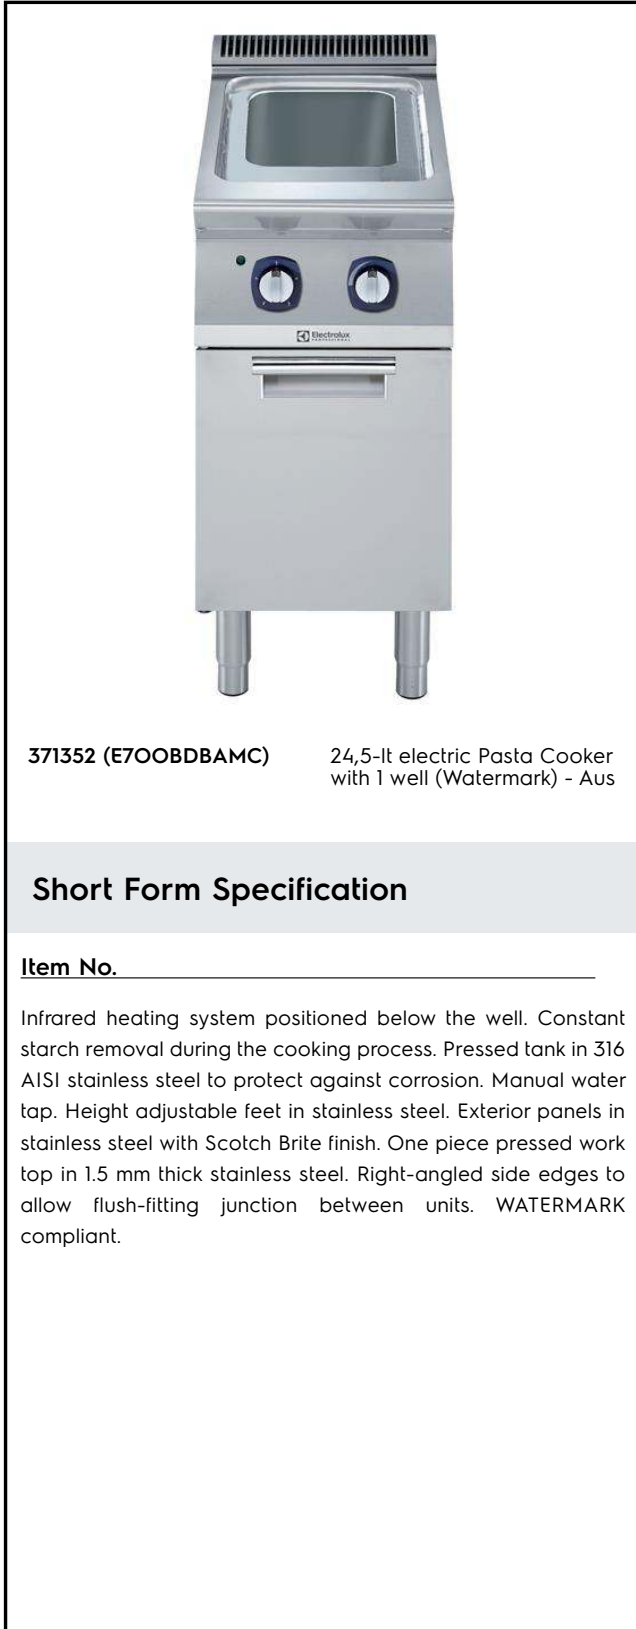 Electrolux
PROFESSIONAL
371352 (E7OOBDBAMC)
24,5-lt electric Pasta Cooker
with 1 well (Watermark) - Aus
Short Form Specification
Item No.
Infrared heating system positioned below the well. Constant
starch removal during the cooking process. Pressed tank in 316
AISI stainless steel to protect against corrosion. Manual water
tap. Height adjustable feet in stainless steel. Exterior panels in
stainless steel with Scotch Brite finish. One piece pressed work
top in 1.5 mm thick stainless steel. Right-angled side edges to
allow flush-fitting junction between units. WATERMARK
compliant.